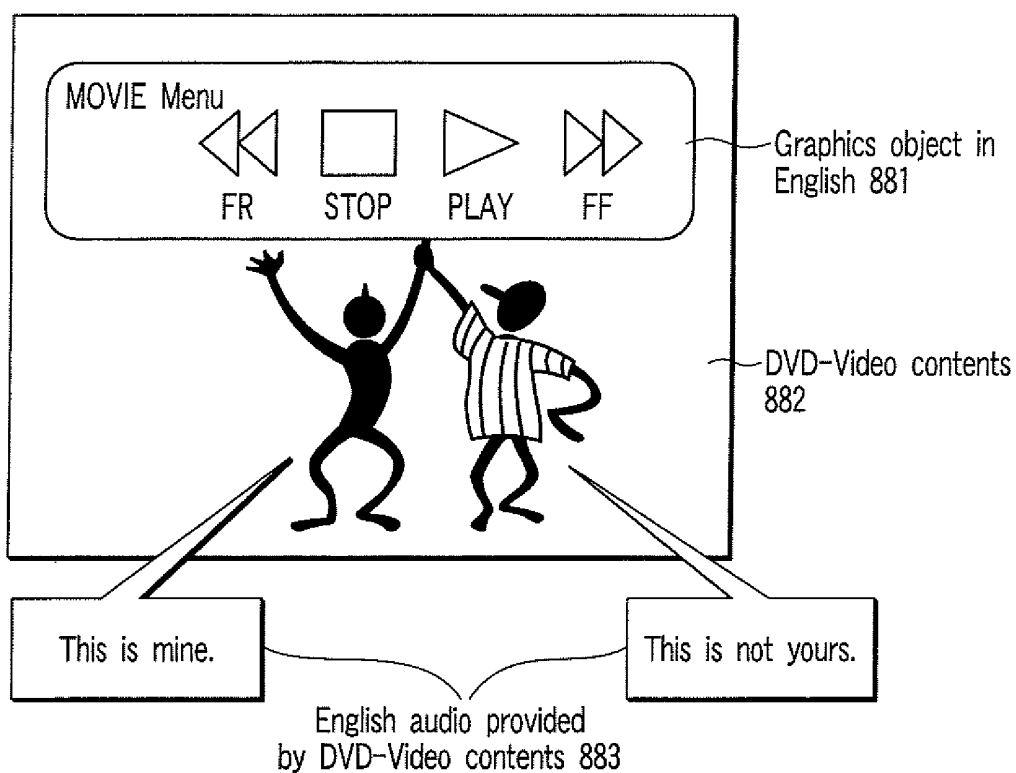 MOVIE Menu
FR STOP PLAY FF
Graphics object in
English 881
DVD-Video contents
882
This is mine.
This is not yours.
English audio provided
by DVD-Video contents 883